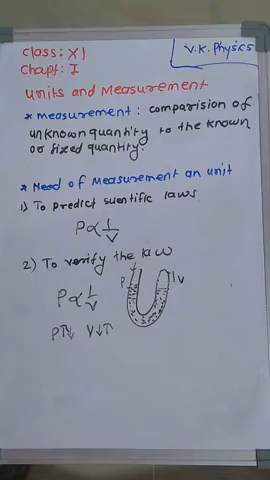 class: XI
V.K. Physics
Chapt: I
Units and Measurement
* Measurement: comparision of
unknown quantity to the known
or fixed quantity.
* Need of Measurement an unit
1) To predict scientific laws
P∝ 1/V
2) To verify the law
P∝ 1/V
P V
P↑↓ V↓↑